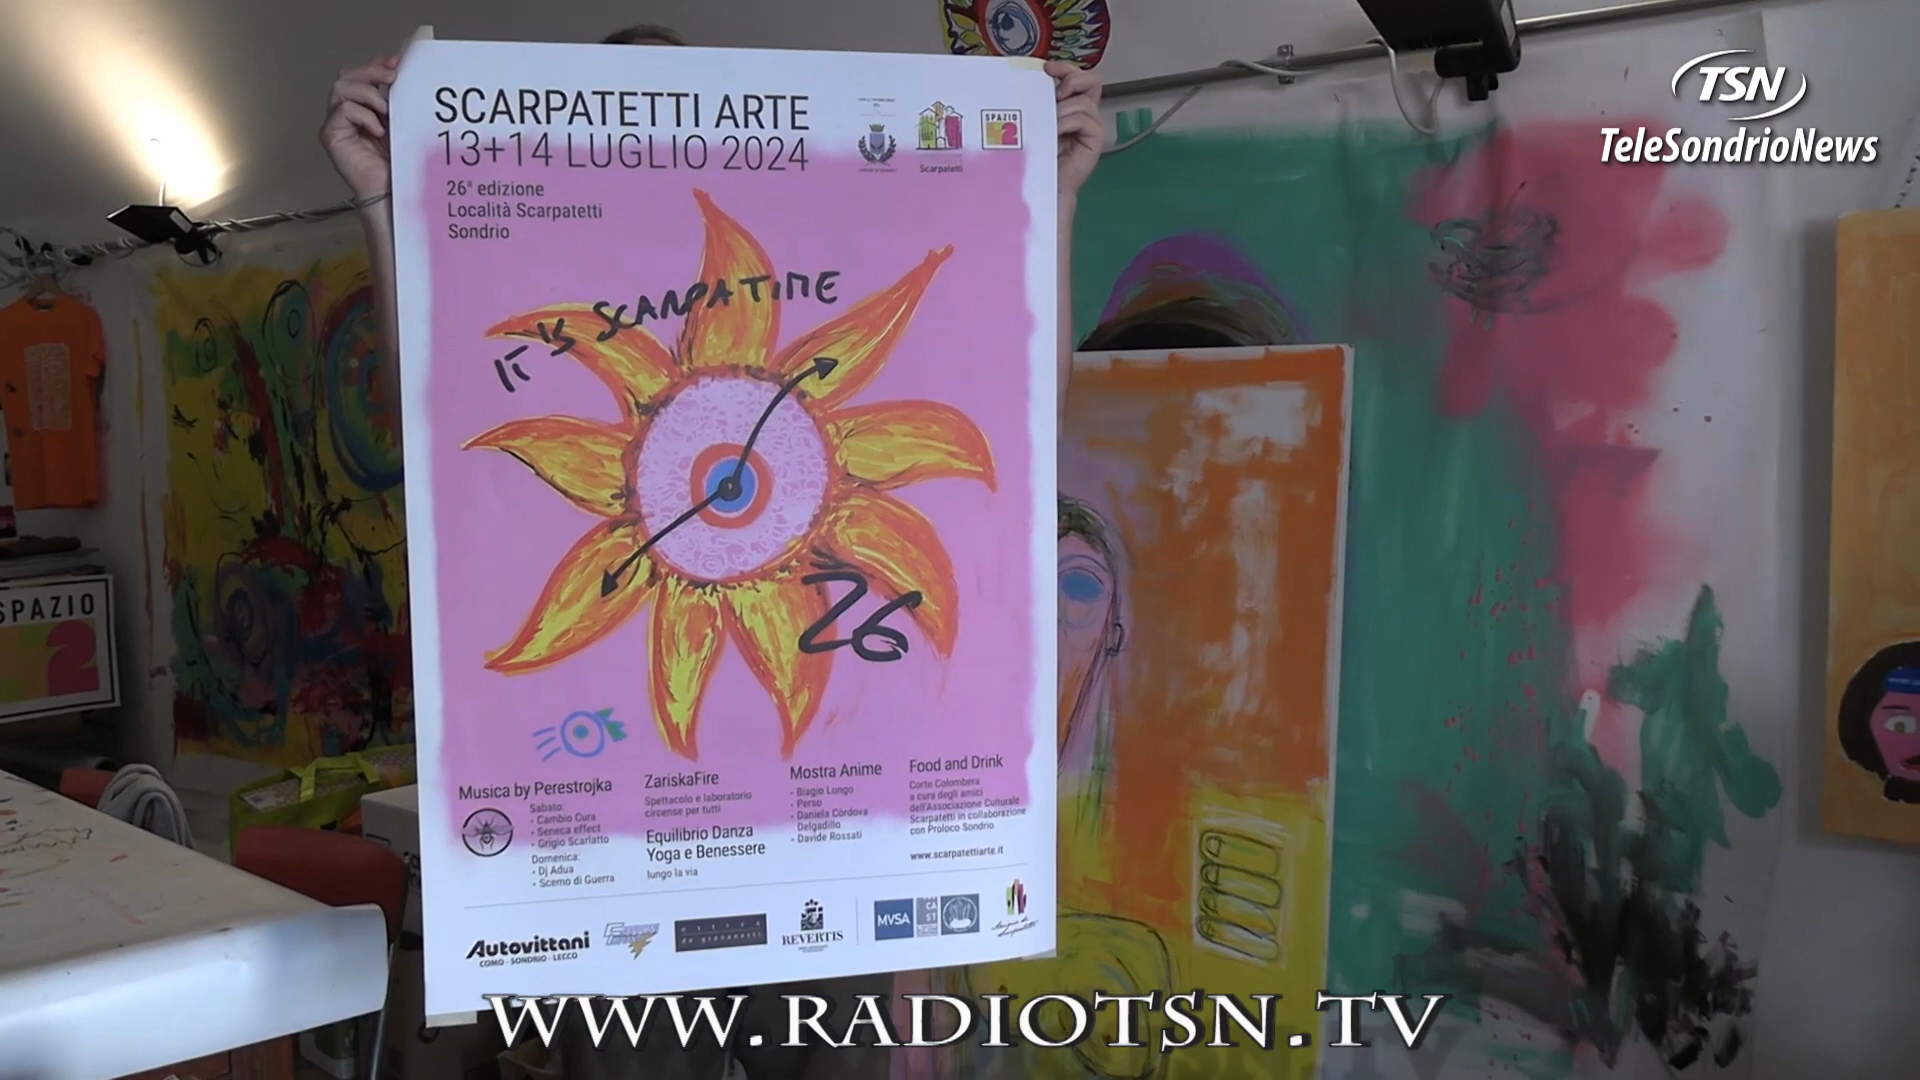 TSN
TeleSondrioNews
SCARPATETTI ARTE
13+14 LUGLIO 2024
26ª edizione
Località Scarpatetti
Sondrio
Scarpatetti
SPAZIO
IT IS SCARPATIME
26
SPAZIO
2
Musica by Perestrojka
Sabato:
- Cambio Cura
- Seneca effect
- Grigio Scarlatto
Domenica:
- Dj Adua
- Scemo di Guerra
ZariskaFire
Spettacolo e laboratorio
circense per tutti
Equilibrio Danza
Yoga e Benessere
lungo la via
Mostra Anime
- Biagio Longo
- Perso
- Daniela Còrdova
Delgadillo
- Davide Rossati
Food and Drink
Corte Colombera
a cura degli amici
dell'Associazione Culturale
Scarpatetti in collaborazione
con Proloco Sondrio
www.scarpatettiarte.it
Autovittani
COMO - SONDRIO - LECCO
REVERTIS
MVSA
CAST
WWW.RADIOTSN.TV